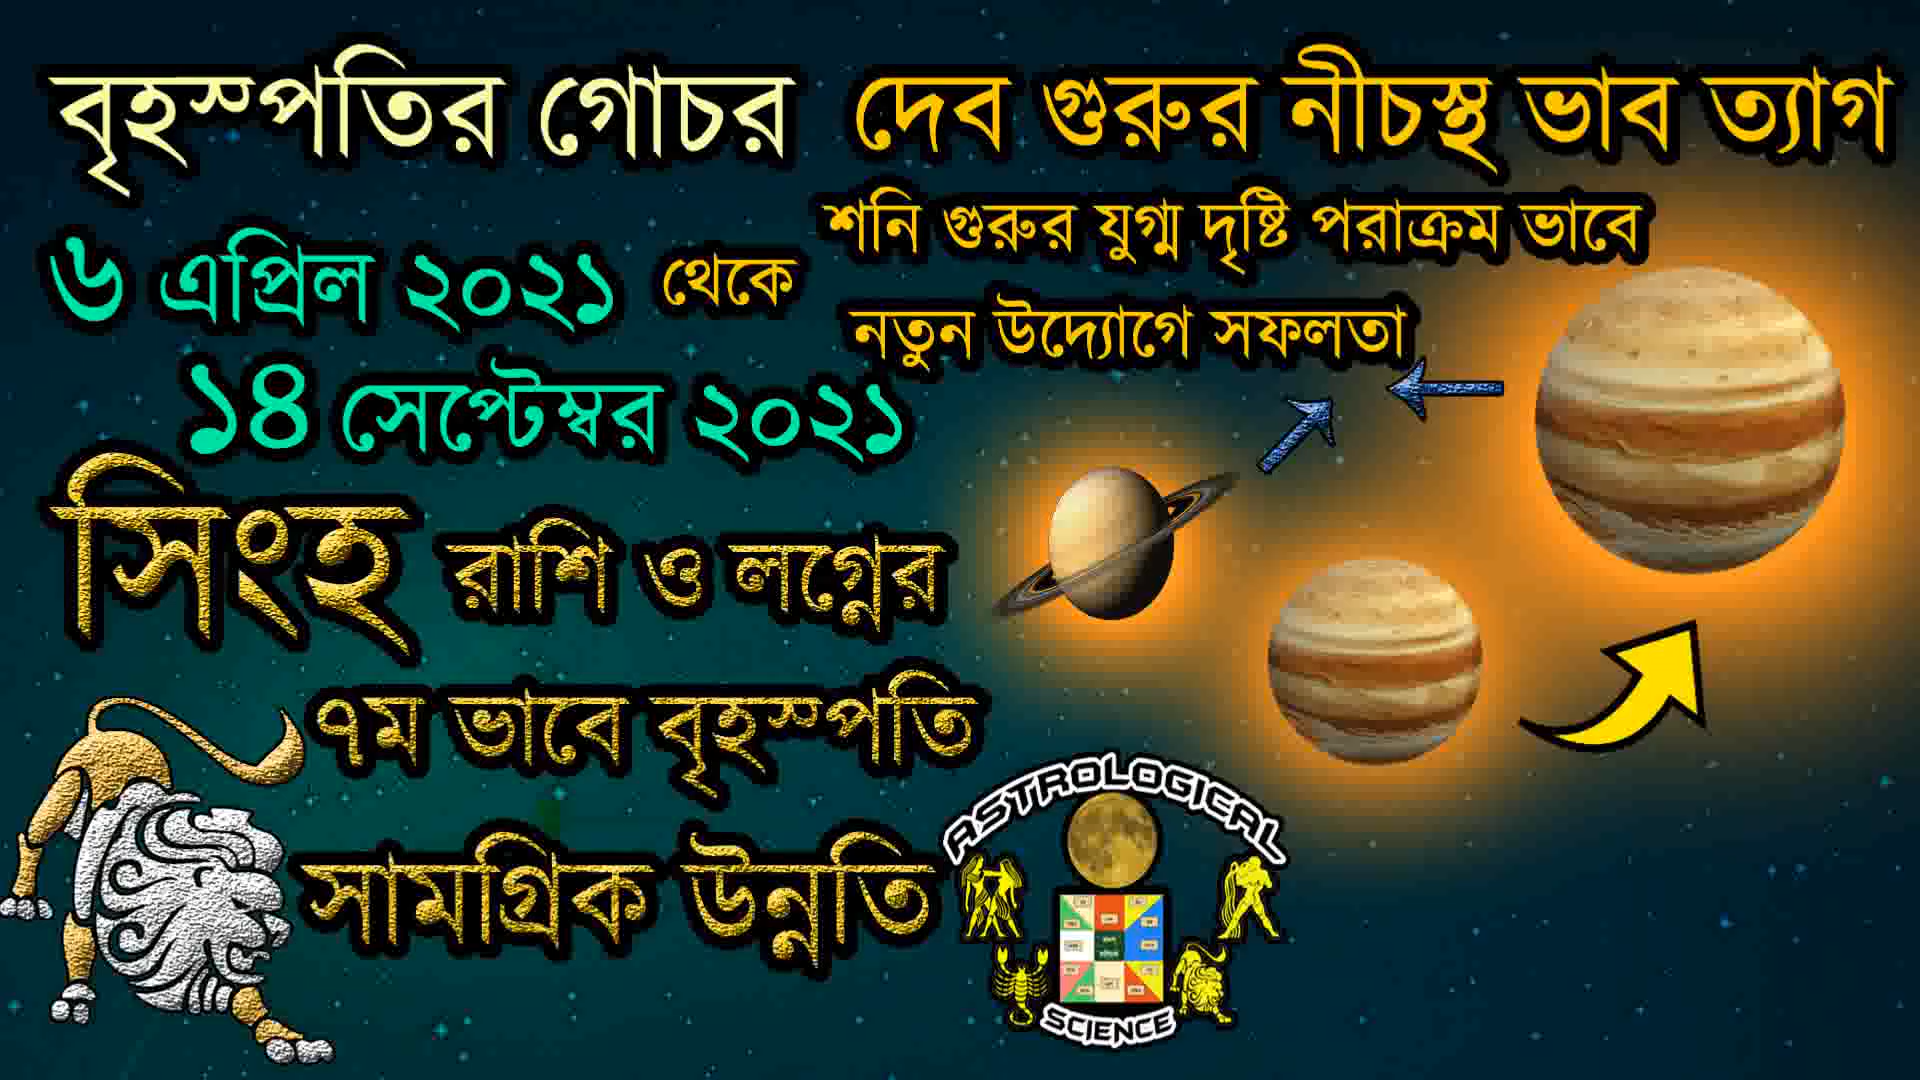 বৃহস্পতির গোচর
দেব গুরুর নীচস্থ ভাব ত্যাগ
শনি গুরুর যুগ্ম দৃষ্টি পরাক্রম ভাবে
নতুন উদ্যোগে সফলতা
৬ এপ্রিল ২০২১ থেকে
১৪ সেপ্টেম্বর ২০২১
সিংহ রাশি ও লগ্নের
৭ম ভাবে বৃহস্পতি
সামগ্রিক উন্নতি
ASTROLOGICAL
SCIENCE